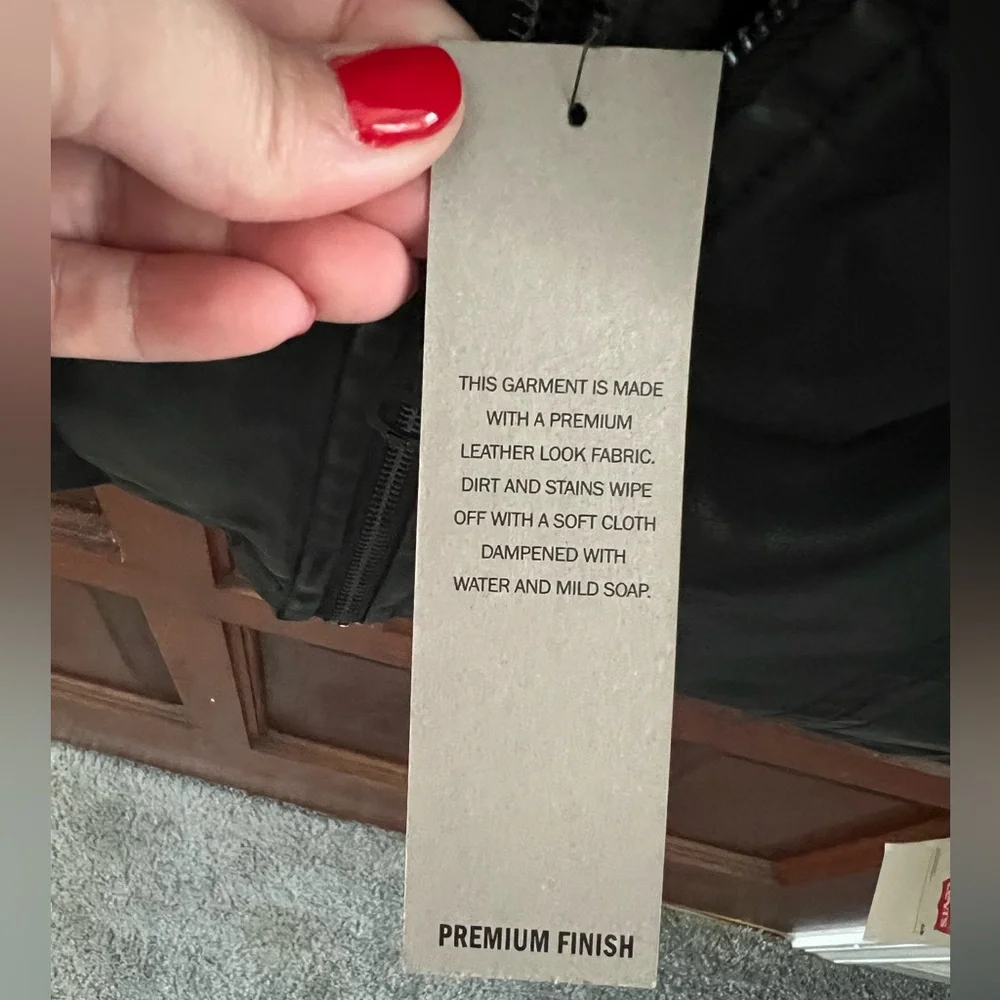 THIS GARMENT IS MADE
WITH A PREMIUM
LEATHER LOOK FABRIC.
DIRT AND STAINS WIPE
OFF WITH A SOFT CLOTH
DAMPENED WITH
WATER AND MILD SOAP.
PREMIUM FINISH